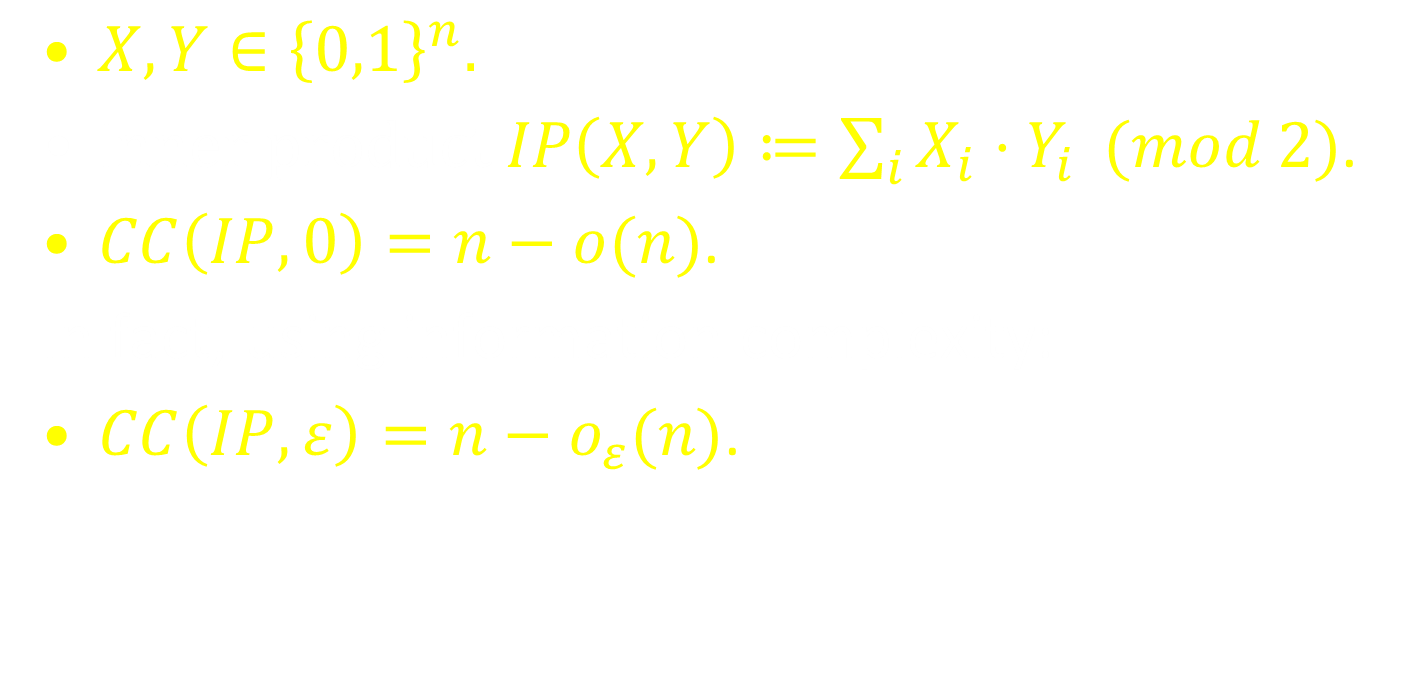 • X, Y ∈ {0,1}ⁿ.
IP(X, Y) ≔ ∑ᵢ Xᵢ · Yᵢ (mod 2).
• CC(IP, 0) = n − o(n).
• CC(IP, ε) = n − o_ε(n).